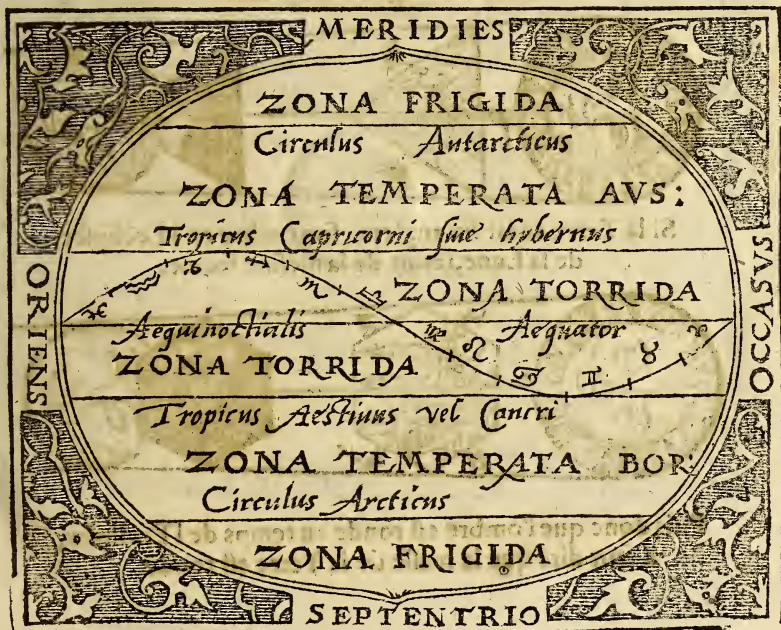 MERIDIES
ZONA FRIGIDA
Circulus Antarcticus
ZONA TEMPERATA AVS:
Tropicus Capricorni siue hybernus
ORIENS
OCCASVS
ZONA TORRIDA
Aequinoctialis Aequator
ZONA TORRIDA
Tropicus Aestiuus vel Cancri
ZONA TEMPERATA BOR:
Circulus Arcticus
ZONA FRIGIDA
SEPTENTRIO